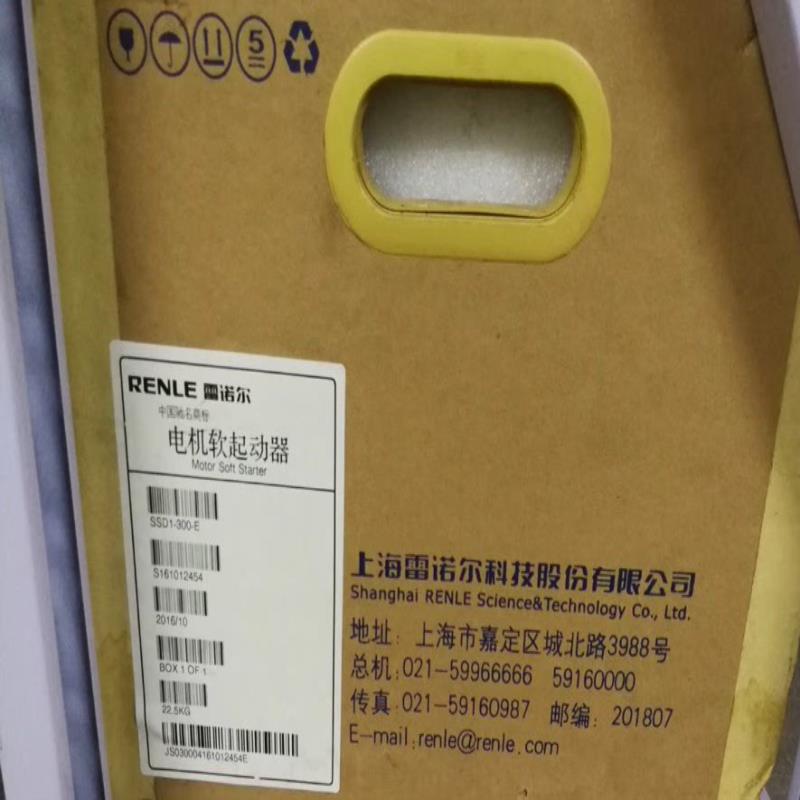 5
RENLE 雷诺尔
中国驰名商标
电机软起动器
Motor Soft Starter
SSD1-300-E
S161012454
2016/10
BOX 1 OF 1
22.5KG
JS030004161012454E
上海雷诺尔科技股份有限公司
Shanghai RENLE Science&Technology Co., Ltd.
地址: 上海市嘉定区城北路3988号
总机:021-59966666 59160000
传真:021-59160987 邮编: 201807
E-mail:renle@renle.com